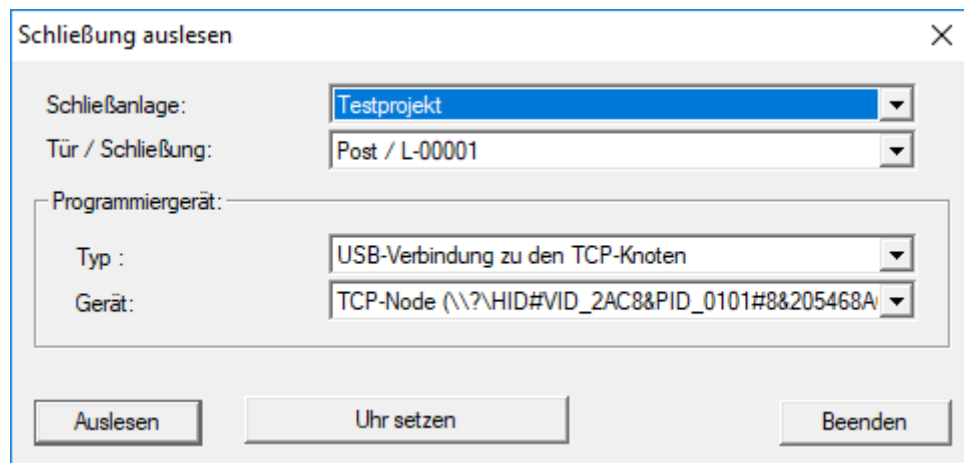 Schließung auslesen
Schließanlage: Testprojekt
Tür / Schließung: Post / L-00001
Programmiergerät:
Typ : USB-Verbindung zu den TCP-Knoten
Gerät: TCP-Node (\\?\HID#VID_2AC8&PID_0101#8&205468A
Auslesen Uhr setzen Beenden